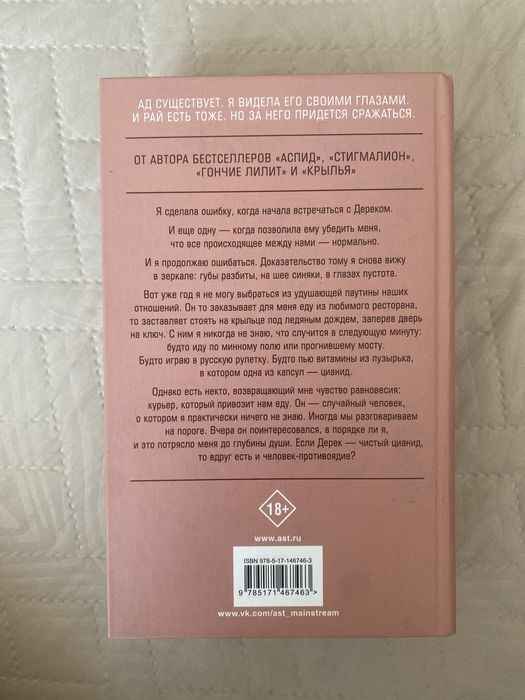 АД СУЩЕСТВУЕТ. Я ВИДЕЛА ЕГО СВОИМИ ГЛАЗАМИ.
И РАЙ ЕСТЬ ТОЖЕ. НО ЗА НЕГО ПРИДЕТСЯ СРАЖАТЬСЯ.
ОТ АВТОРА БЕСТСЕЛЛЕРОВ «АСПИД», «СТИГМАЛИОН»,
«ГОНЧИЕ ЛИЛИТ» И «КРЫЛЬЯ»
Я сделала ошибку, когда начала встречаться с Дереком.
И еще одну — когда позволила ему убедить меня,
что все происходящее между нами — нормально.
И я продолжаю ошибаться. Доказательство тому я снова вижу
в зеркале: губы разбиты, на шее синяки, в глазах пустота.
Вот уже год я не могу выбраться из удушающей паутины наших
отношений. Он то заказывает для меня еду из любимого ресторана,
то заставляет стоять на крыльце под ледяным дождем, заперев дверь
на ключ. С ним я никогда не знаю, что случится в следующую минуту:
будто иду по минному полю или прогнившему мосту.
Будто играю в русскую рулетку. Будто пью витамины из пузырька,
в котором одна из капсул — цианид.
Однако есть некто, возвращающий мне чувство равновесия:
курьер, который привозит нам еду. Он — случайный человек,
о котором я практически ничего не знаю. Иногда мы разговариваем
на пороге. Вчера он поинтересовался, в порядке ли я,
и это потрясло меня до глубины души. Если Дерек — чистый цианид,
то вдруг есть и человек-противоядие?
18+
www.ast.ru
ISBN 978-5-17-146746-3
9 785171 467463>
www.vk.com/ast_mainstream